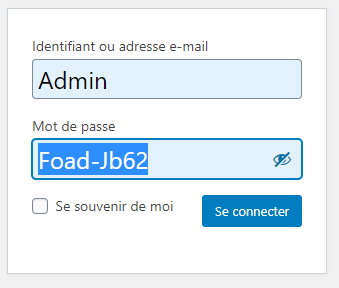 Identifiant ou adresse e-mail
Admin
Mot de passe
Foad-Jb62
Se souvenir de moi
Se connecter